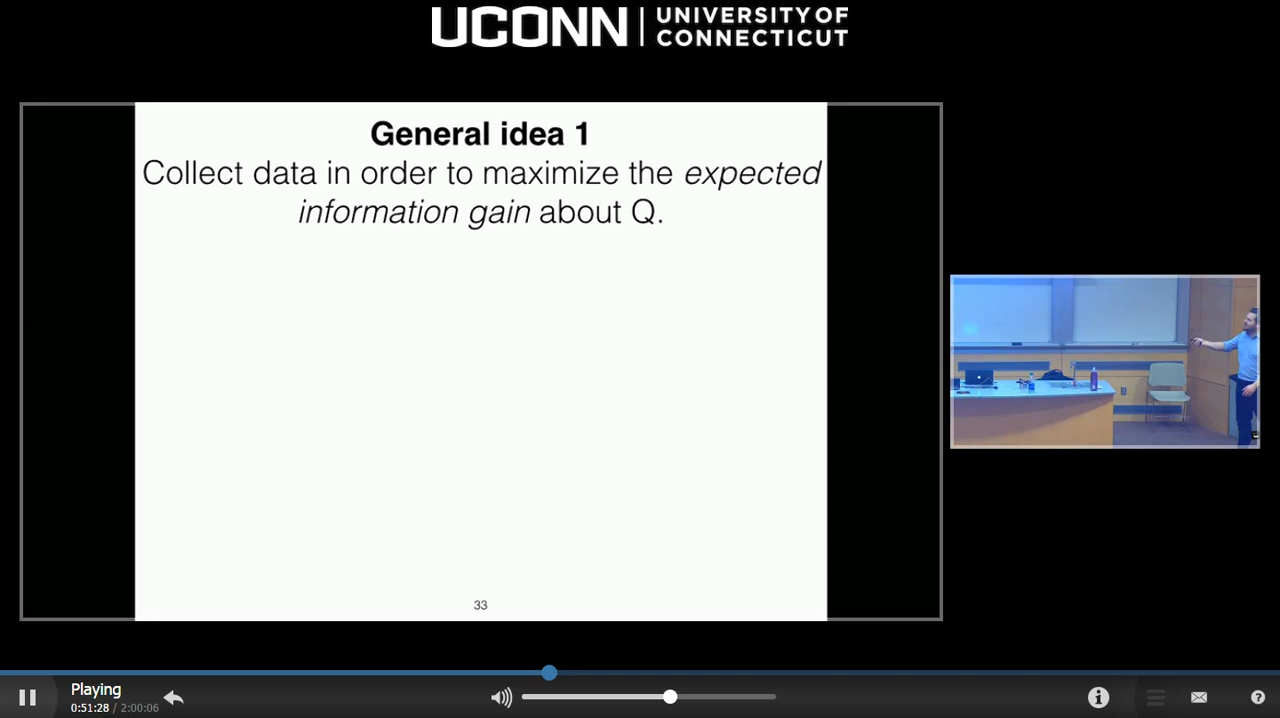 UCONN
UNIVERSITY OF
CONNECTICUT
General idea 1
Collect data in order to maximize the expected
information gain about Q.
33
Playing
0:51:28 / 2:00:06